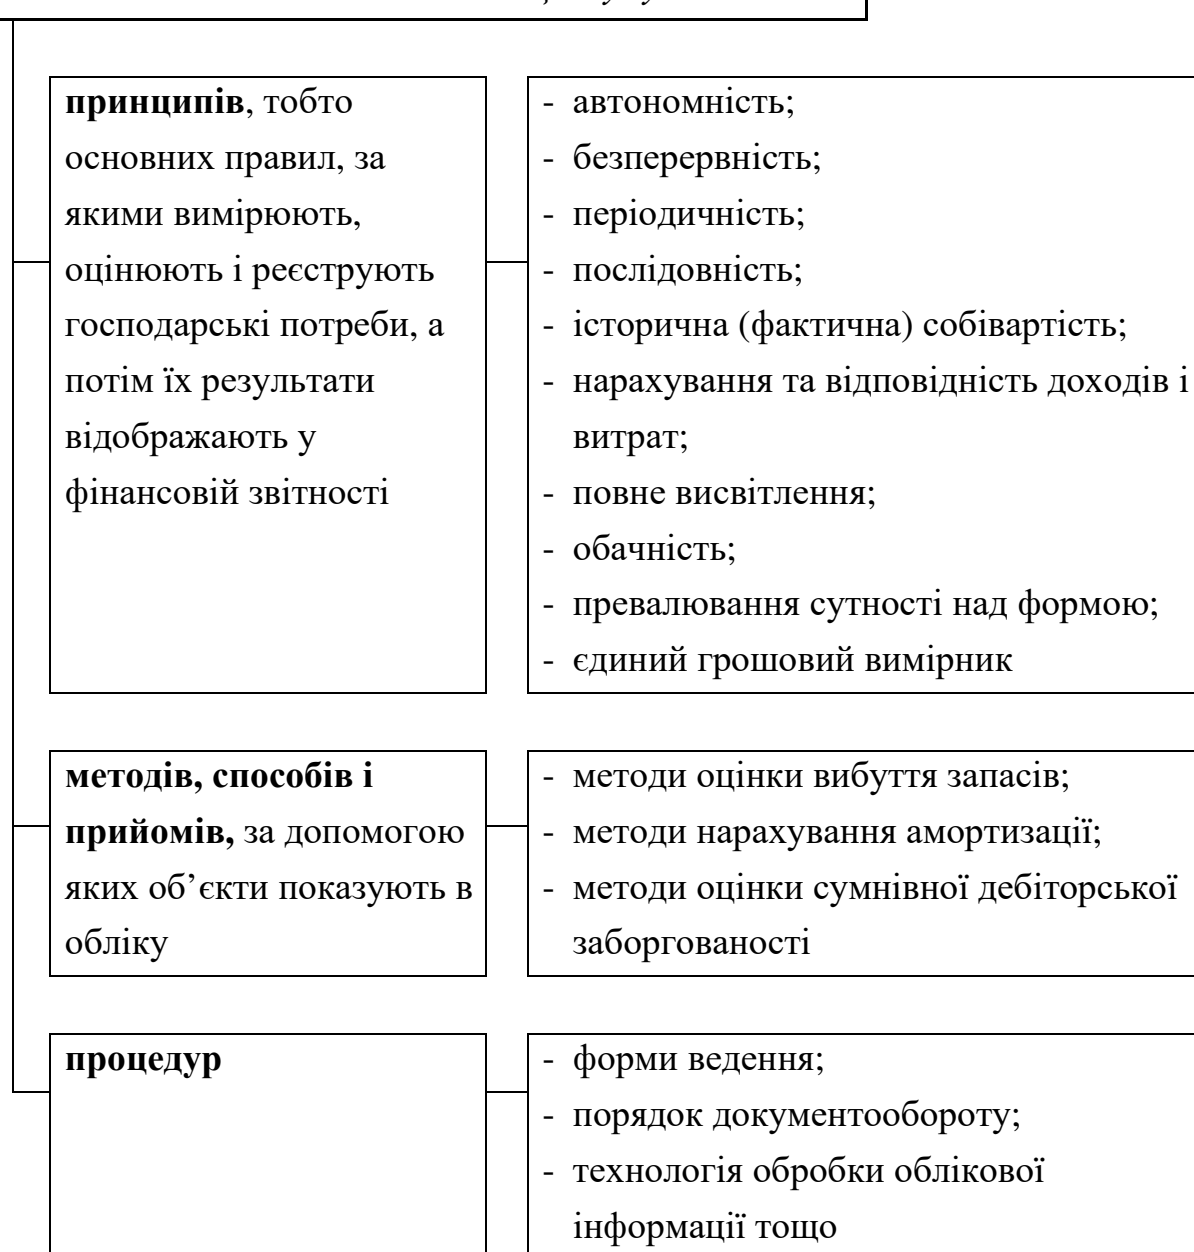 принципів, тобто
основних правил, за
якими вимірюють,
оцінюють і реєструють
господарські потреби, а
потім їх результати
відображають у
фінансовій звітності
- автономність;
- безперервність;
- періодичність;
- послідовність;
- історична (фактична) собівартість;
- нарахування та відповідність доходів і
витрат;
- повне висвітлення;
- обачність;
- превалювання сутності над формою;
- єдиний грошовий вимірник
методів, способів і
прийомів, за допомогою
яких об’єкти показують в
обліку
- методи оцінки вибуття запасів;
- методи нарахування амортизації;
- методи оцінки сумнівної дебіторської
заборгованості
процедур
- форми ведення;
- порядок документообороту;
- технологія обробки облікової
інформації тощо